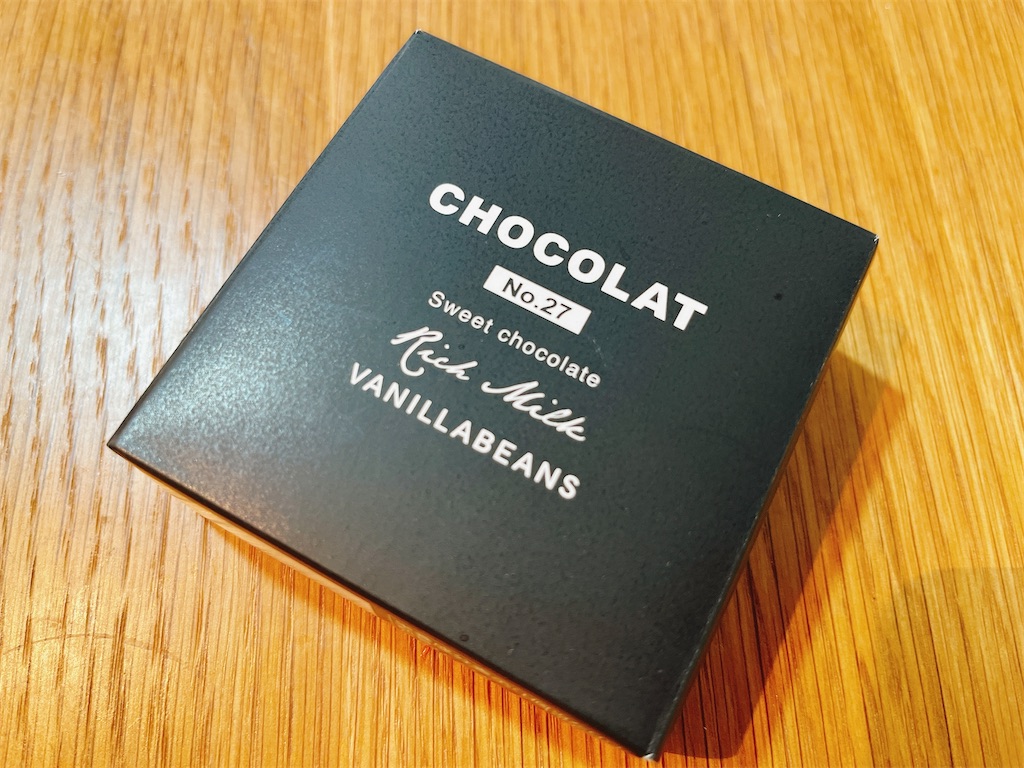 CHOCOLAT
No.27
Sweet chocolate
Rich Milk
VANILLABEANS